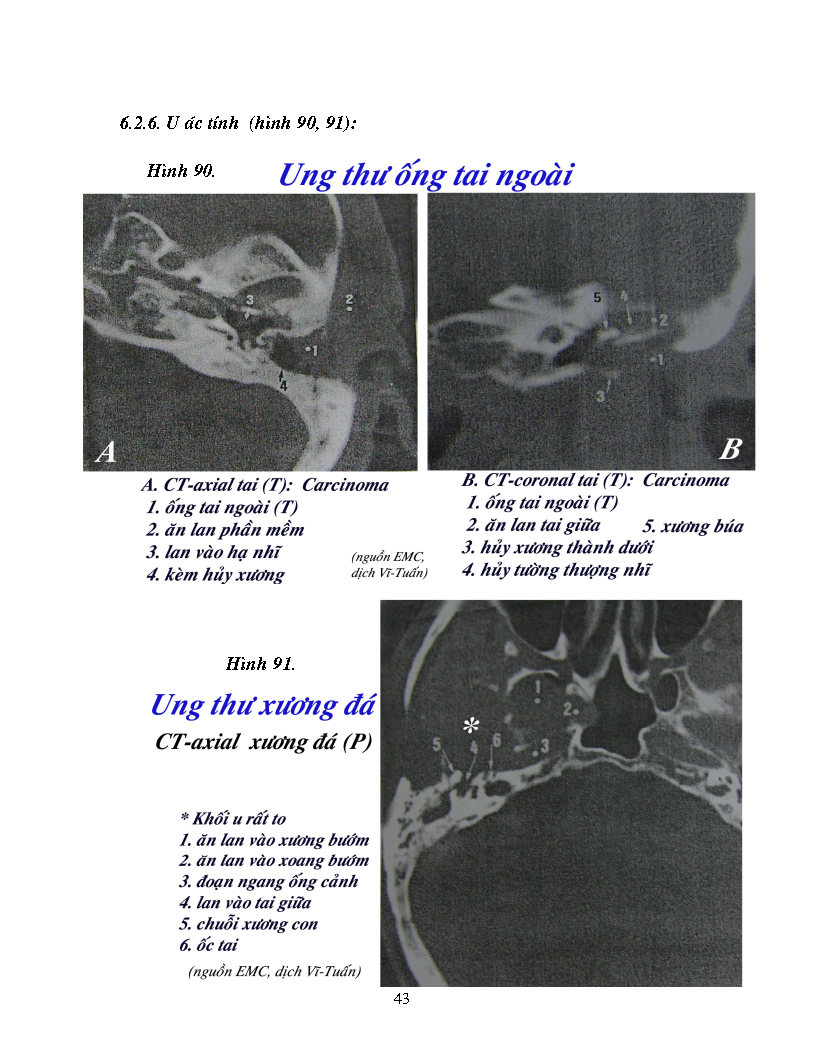 6.2.6. U ác tính (hình 90, 91):
Hình 90.
Ung thư ống tai ngoài
3
2
1
4
A
5
4
2
1
3
B
A. CT-axial tai (T): Carcinoma
1. ống tai ngoài (T)
2. ăn lan phần mềm
3. lan vào hạ nhĩ
4. kèm hủy xương
(nguồn EMC,
dịch Vĩ-Tuấn)
B. CT-coronal tai (T): Carcinoma
1. ống tai ngoài (T)
2. ăn lan tai giữa 5. xương búa
3. hủy xương thành dưới
4. hủy tường thượng nhĩ
Hình 91.
Ung thư xương đá
CT-axial xương đá (P)
* Khối u rất to
1. ăn lan vào xương bướm
2. ăn lan vào xoang bướm
3. đoạn ngang ống cảnh
4. lan vào tai giữa
5. chuỗi xương con
6. ốc tai
(nguồn EMC, dịch Vĩ-Tuấn)
1
2
*
5 4 6 3
43